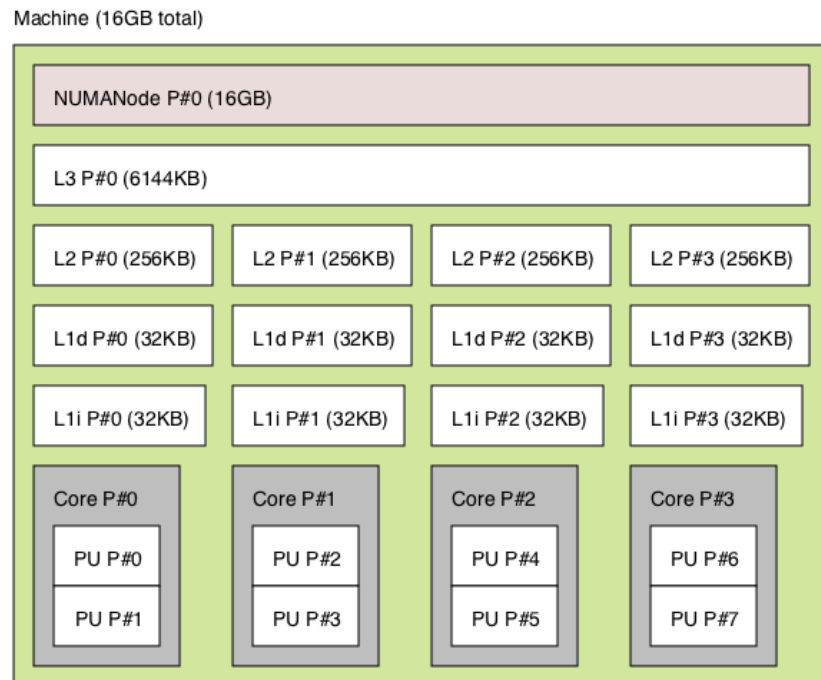 Machine (16GB total)
NUMANode P#0 (16GB)
L3 P#0 (6144KB)
L2 P#0 (256KB) L2 P#1 (256KB) L2 P#2 (256KB) L2 P#3 (256KB)
L1d P#0 (32KB) L1d P#1 (32KB) L1d P#2 (32KB) L1d P#3 (32KB)
L1i P#0 (32KB) L1i P#1 (32KB) L1i P#2 (32KB) L1i P#3 (32KB)
Core P#0 Core P#1 Core P#2 Core P#3
PU P#0 PU P#2 PU P#4 PU P#6
PU P#1 PU P#3 PU P#5 PU P#7